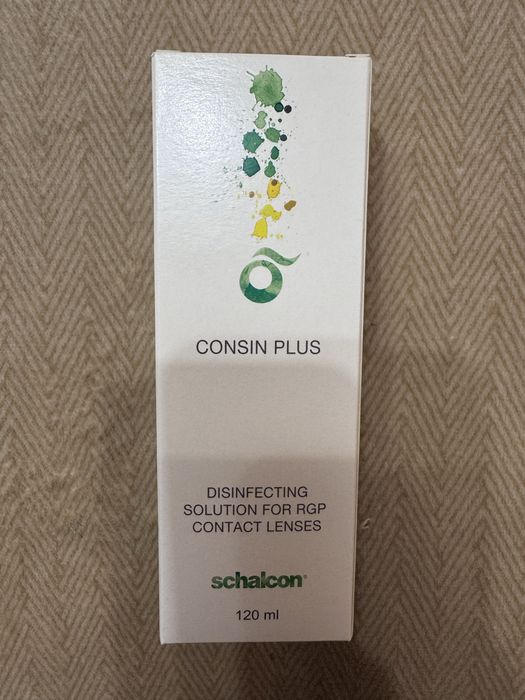 CONSIN PLUS
DISINFECTING
SOLUTION FOR RGP
CONTACT LENSES
schalcon®
120 ml